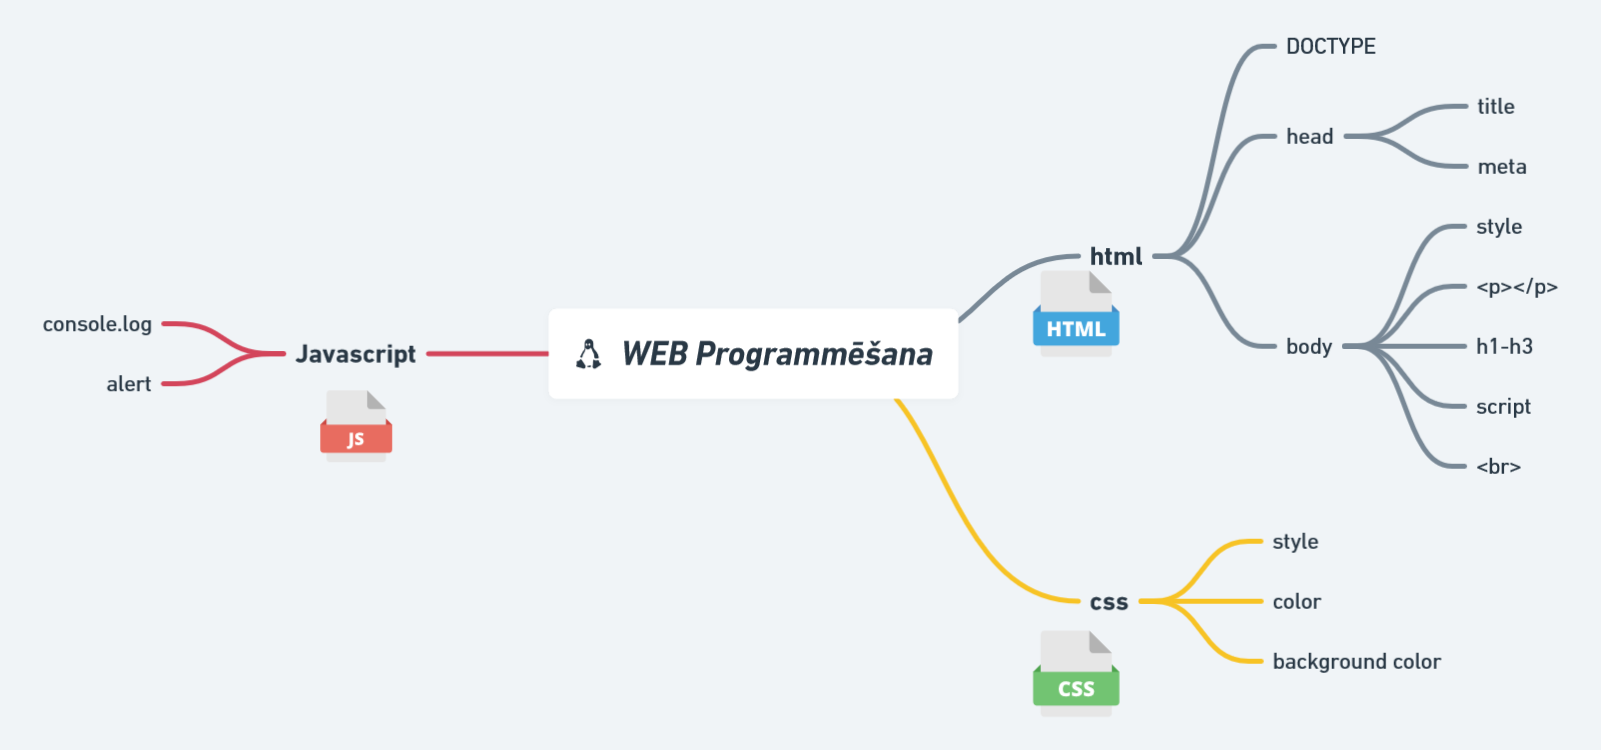 WEB Programmēšana
html
HTML
DOCTYPE
head
title
meta
body
style
<p></p>
h1-h3
script
<br>
css
CSS
style
color
background color
Javascript
JS
console.log
alert